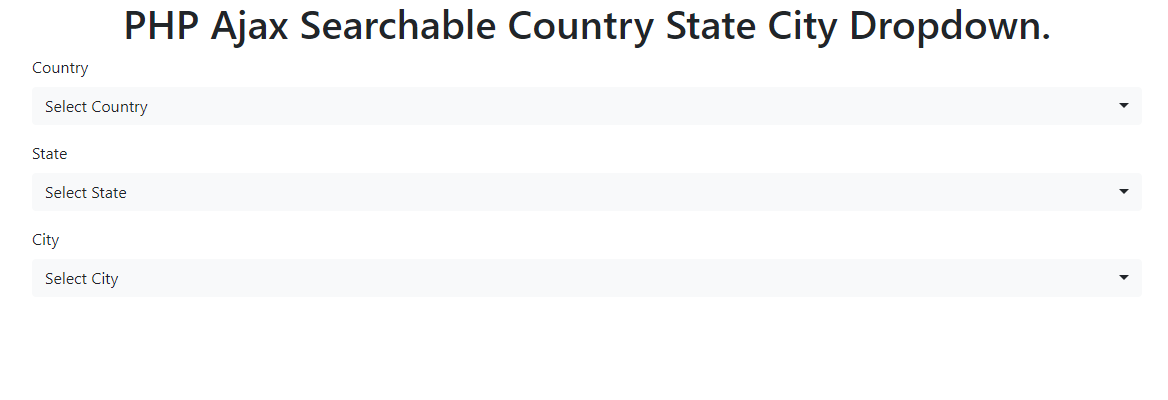 PHP Ajax Searchable Country State City Dropdown.
Country
Select Country
State
Select State
City
Select City